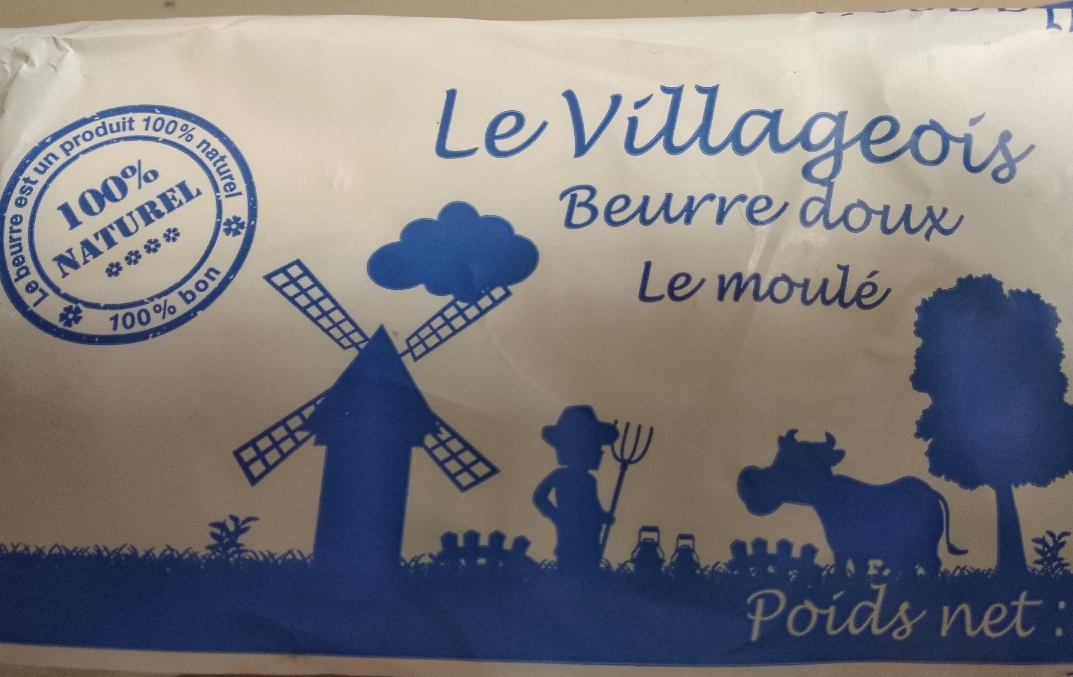 Le Villageois
Beurre doux
Le moulé
Le beurre est un produit 100% naturel
100%
NATUREL
100% bon
Poids net :